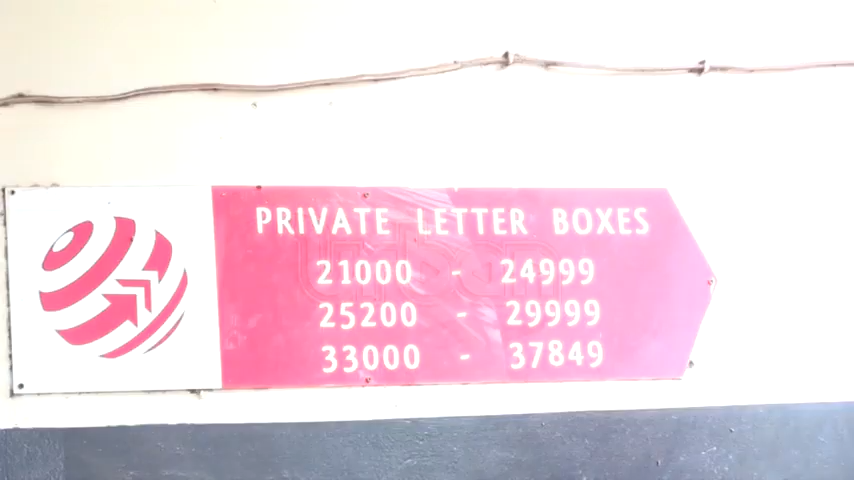 PRIVATE LETTER BOXES
21000 - 24999
25200 - 29999
33000 - 37849